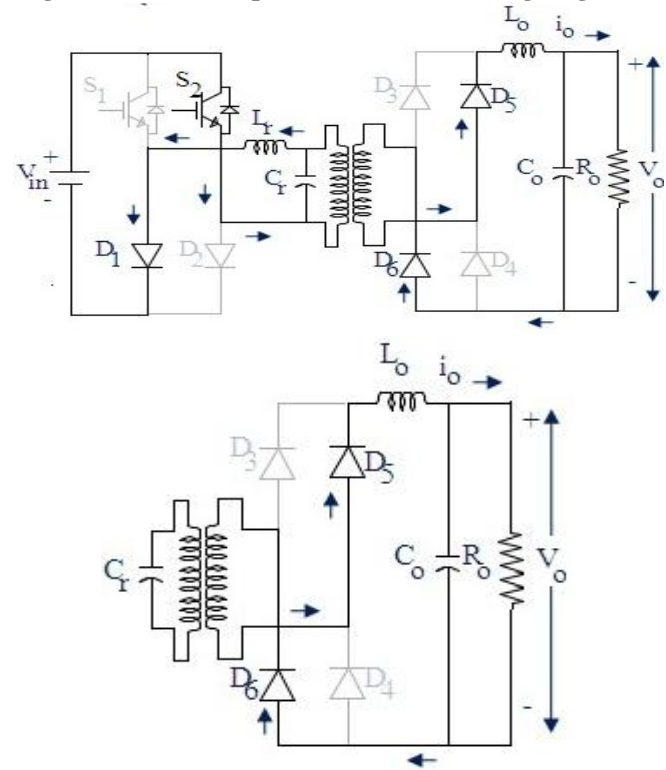 Lo io
S1 S2 D3 D5 +
Lr
Vin + - Cr Co Ro Vo
D1 D2 D6 D4 -
Lo io
+
D3 D5
Cr Co Ro Vo
D6 D4 -